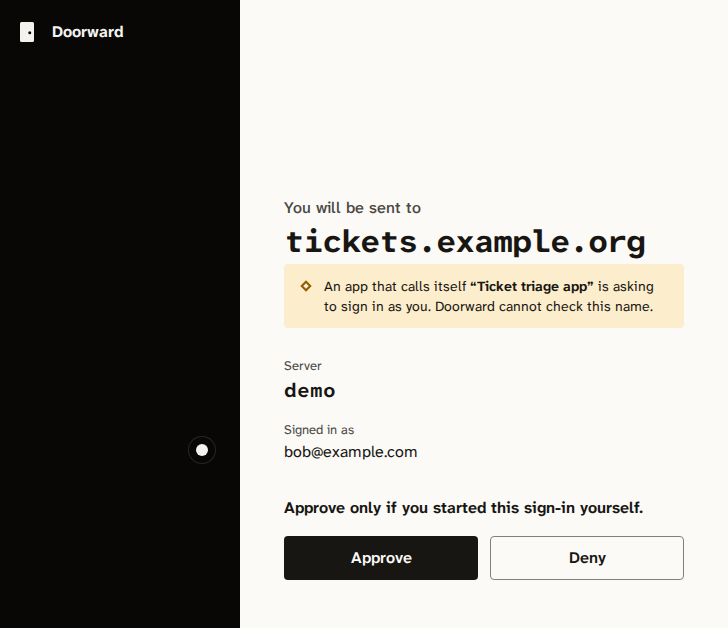 Doorward
You will be sent to
tickets.example.org
An app that calls itself “Ticket triage app” is asking
to sign in as you. Doorward cannot check this name.
Server
demo
Signed in as
bob@example.com
Approve only if you started this sign-in yourself.
Approve
Deny